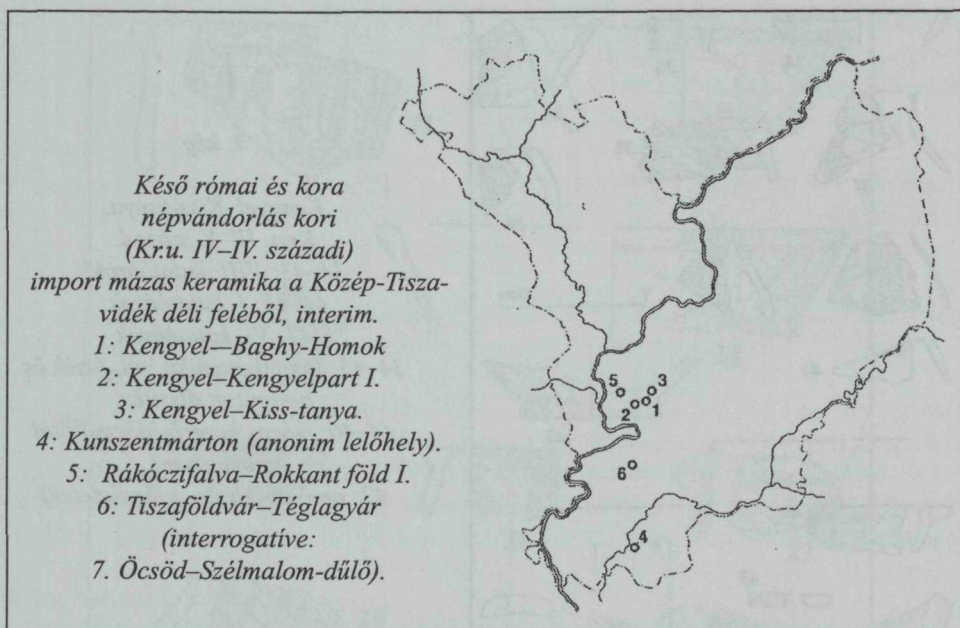 Késő római és kora
népvándorlás kori
(Kr.u. IV–IV. századi)
import mázas keramika a Közép-Tisza-
vidék déli feléből, interim.
1: Kengyel—Baghy-Homok
2: Kengyel–Kengyelpart I.
3: Kengyel–Kiss-tanya.
4: Kunszentmárton (anonim lelőhely).
5: Rákóczifalva–Rokkant föld I.
6: Tiszaföldvár–Téglagyár
(interrogatíve:
7. Öcsöd–Szélmalom-dűlő).
5
3
2
1
6
4